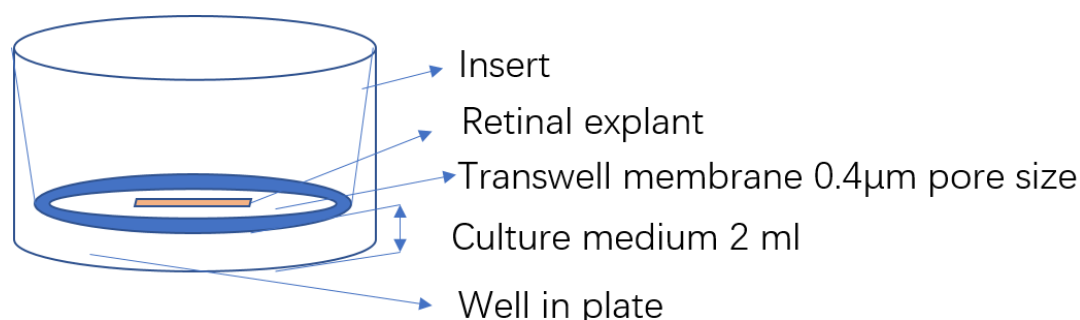 Insert
Retinal explant
Transwell membrane 0.4μm pore size
Culture medium 2 ml
Well in plate